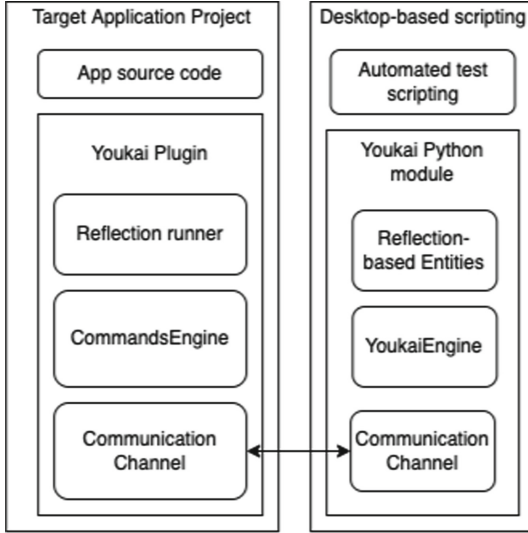 Target Application Project
App source code
Youkai Plugin
Reflection runner
CommandsEngine
Communication
Channel
Desktop-based scripting
Automated test
scripting
Youkai Python
module
Reflection-
based Entities
YoukaiEngine
Communication
Channel